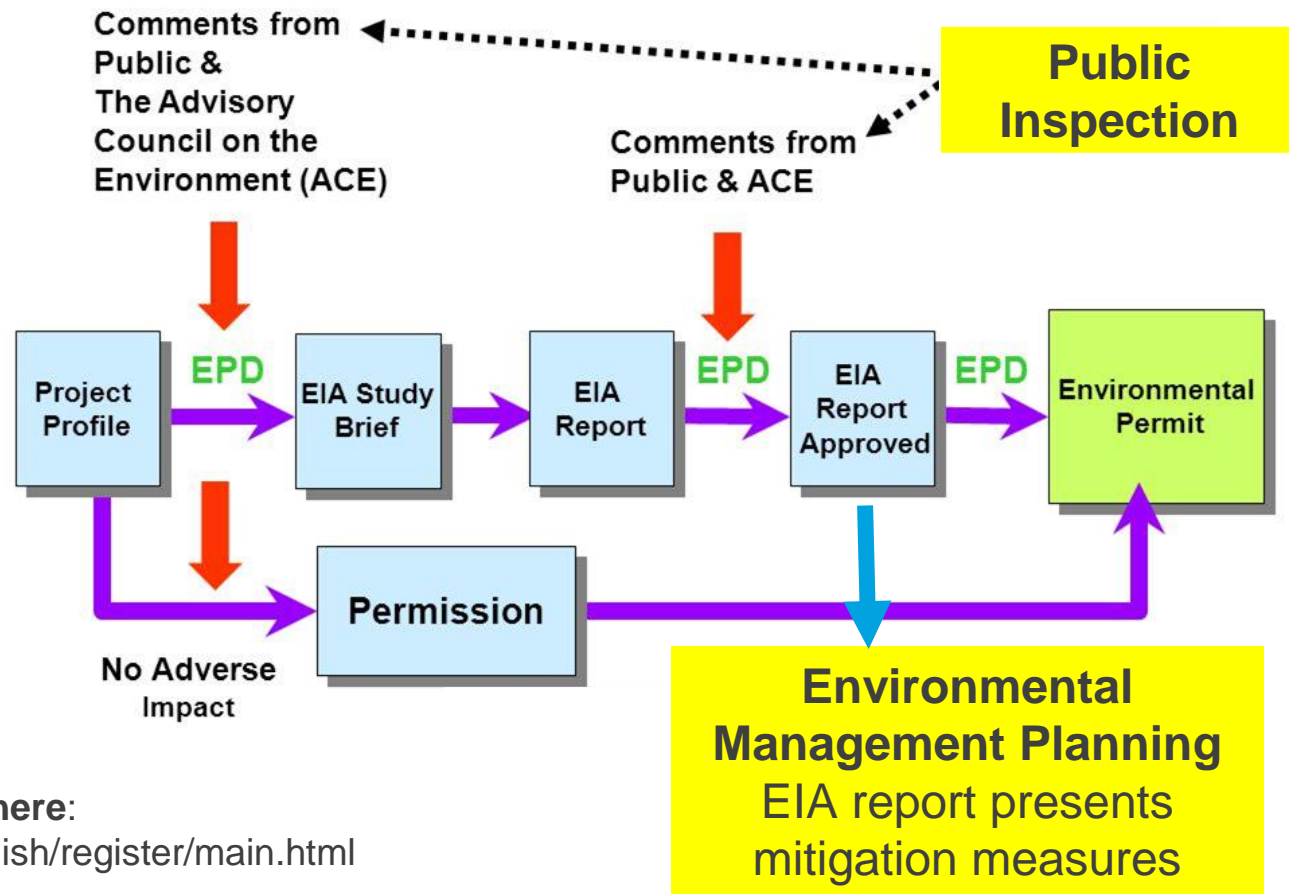 Comments from
Public &
The Advisory
Council on the
Environment (ACE)
Public
Inspection
Comments from
Public & ACE
Project
Profile
EPD
EIA Study
Brief
EIA
Report
EPD
EIA
Report
Approved
EPD
Environmental
Permit
Permission
No Adverse
Impact
Environmental
Management Planning
EIA report presents
mitigation measures
here:
ish/register/main.html